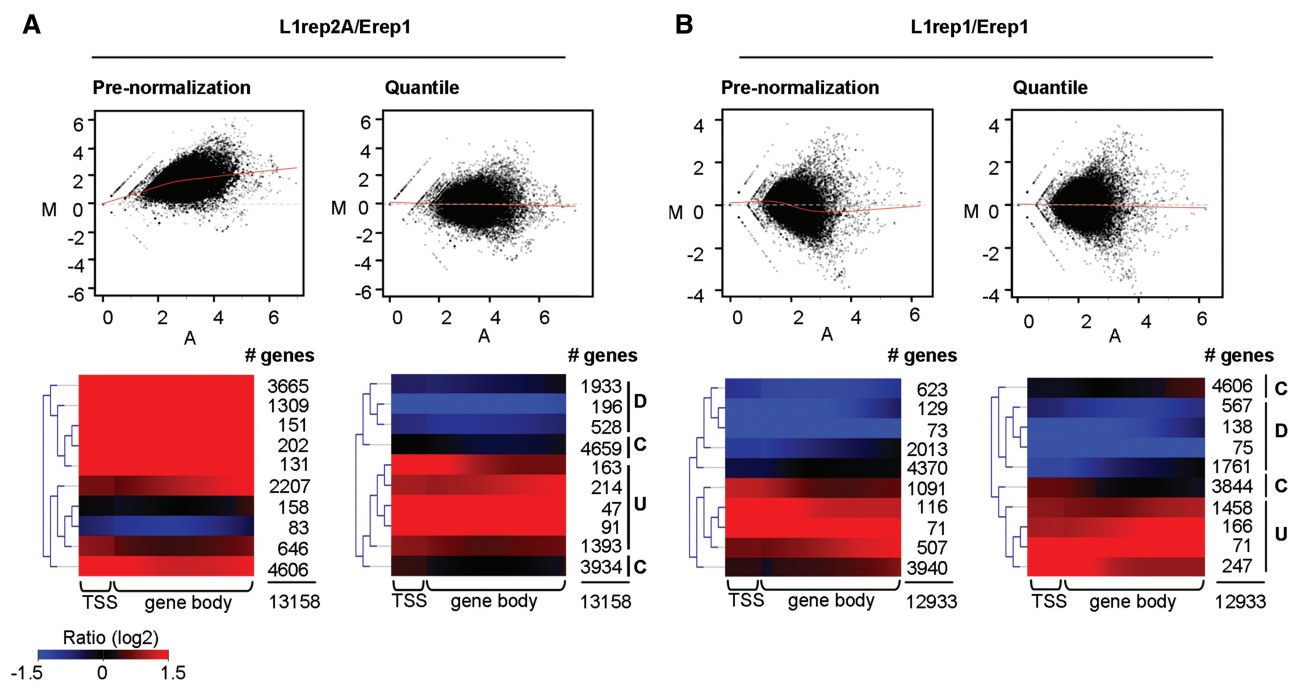 A
L1rep2A/Erep1
Pre-normalization
Quantile
6
4
2
M 0
-2
-4
-6
0 2 4 6
A
6
4
2
M 0
-2
-4
-6
0 2 4 6
A
# genes
3665
1309
151
202
131
2207
158
83
646
4606
13158
TSS gene body
# genes
1933
196
528
4659
163
214
47
91
1393
3934
13158
D
C
U
C
TSS gene body
Ratio (log2)
-1.5 0 1.5
B
L1rep1/Erep1
Pre-normalization
Quantile
4
2
M 0
-2
-4
0 2 4 6
A
4
2
M 0
-2
-4
0 2 4 6
A
# genes
623
129
73
2013
4370
1091
116
71
507
3940
12933
TSS gene body
# genes
4606
567
138
75
1761
3844
1458
166
71
247
12933
C
D
C
U
TSS gene body